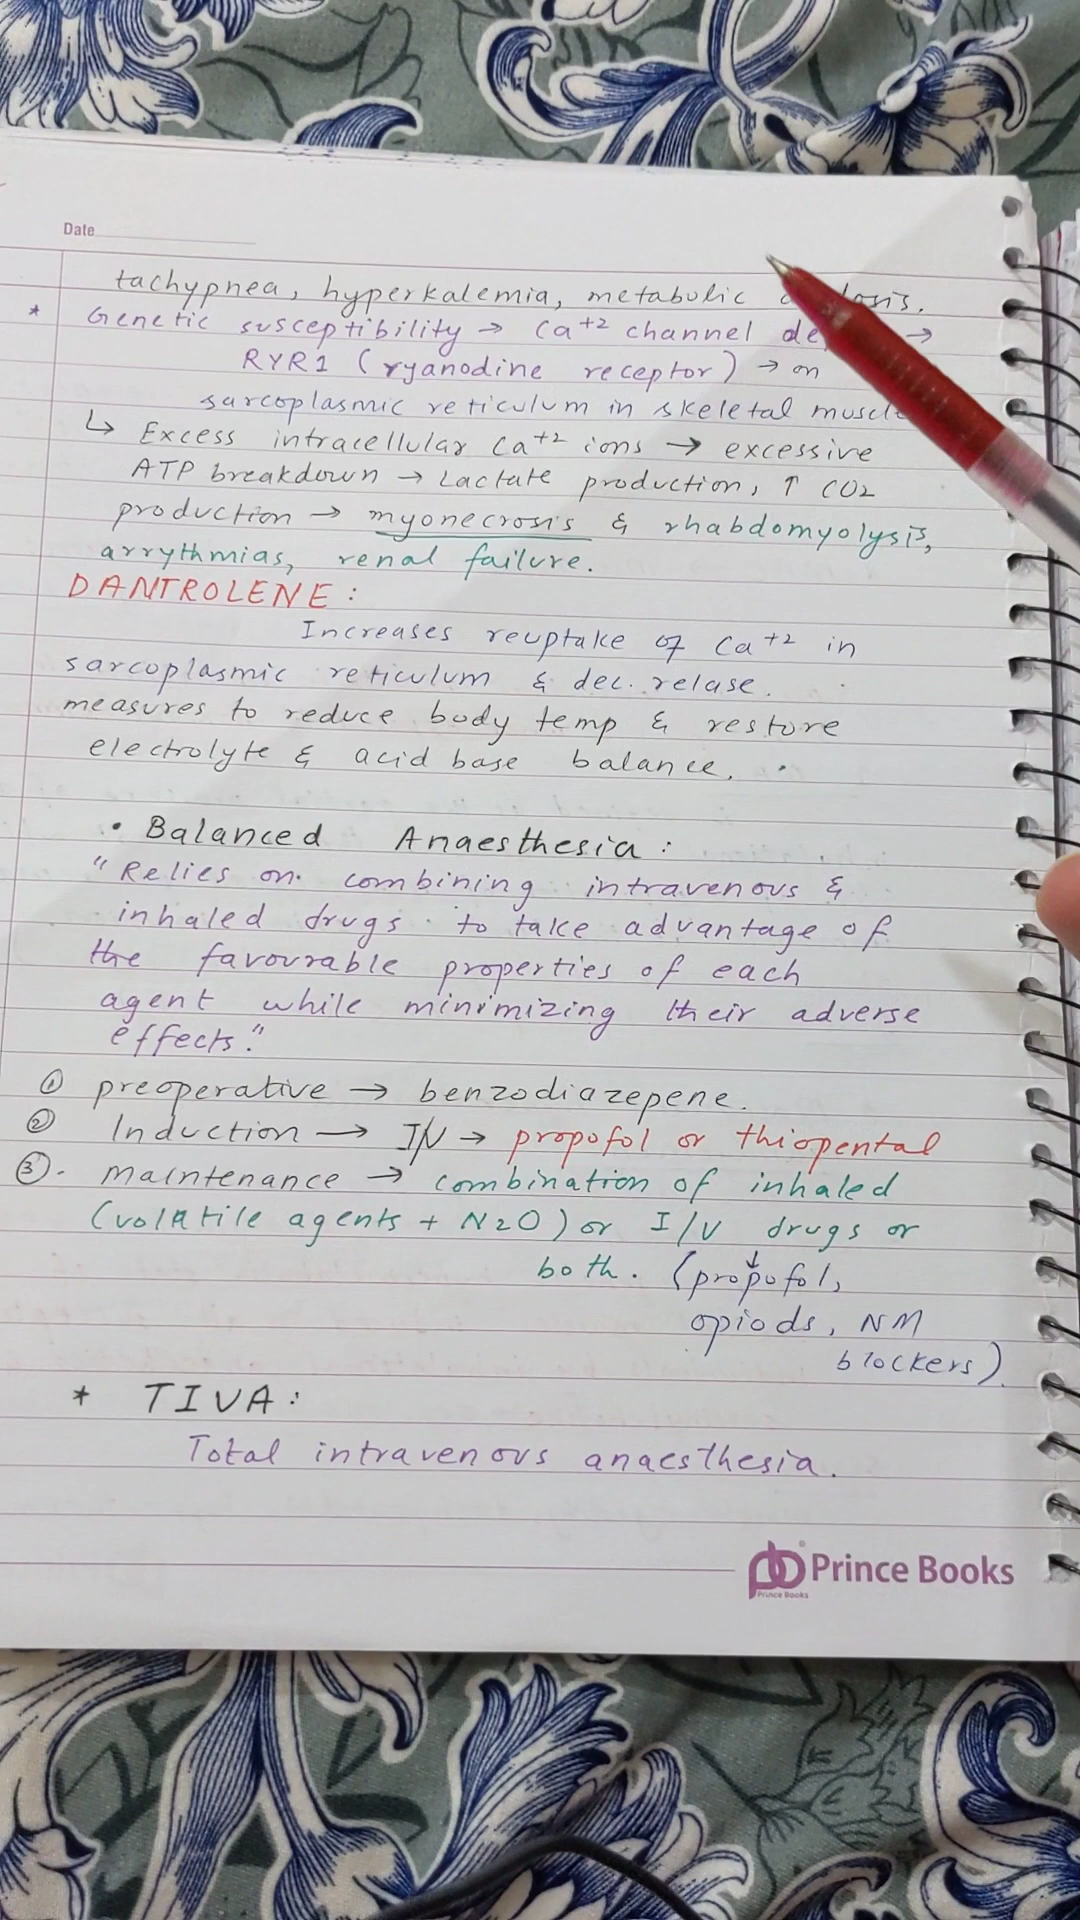 Date
tachypnea, hyperkalemia, metabolic
* Genetic susceptibility → Ca+2 channel →
RYR1 (ryanodine receptor) → on
sarcoplasmic reticulum in skeletal
↳ Excess intracellular Ca+2 ions → excessive
ATP breakdown → Lactate production, ↑ CO2
production → myonecrosis & rhabdomyolysis,
arrythmias, renal failure.
DANTROLENE :
Increases reuptake of Ca+2 in
sarcoplasmic reticulum & dec. relase.
measures to reduce body temp & restore
electrolyte & acid base balance.
• Balanced Anaesthesia :
"Relies on combining intravenous &
inhaled drugs to take advantage of
the favourable properties of each
agent while minimizing their adverse
effects."
① preoperative → benzodiazepene.
② Induction → I/V → propofol or thiopental
③. maintenance → combination of inhaled
(volatile agents + N2O) or I/V drugs or
both. (propofol,
opiods, NM
blockers)
* TIVA :
Total intravenous anaesthesia.
Prince Books
Prince Books